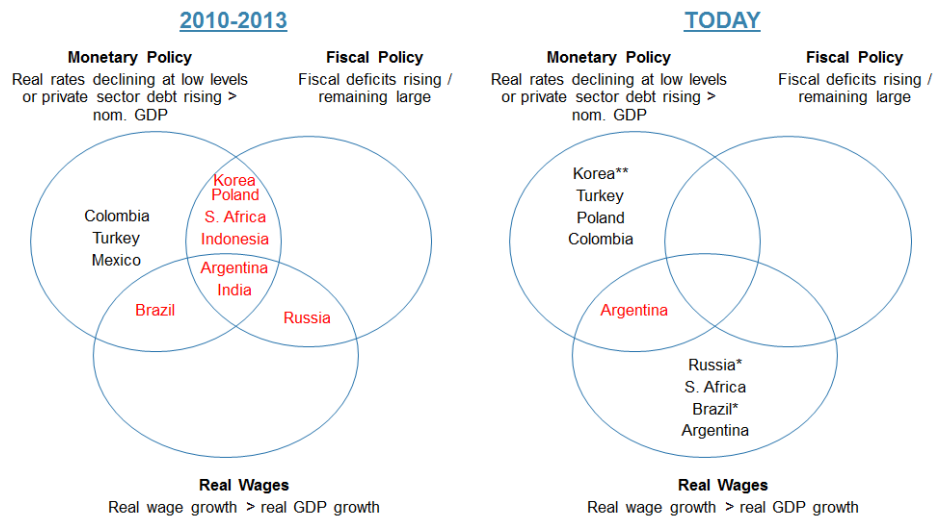 2010-2013
Monetary Policy
Real rates declining at low levels
or private sector debt rising >
nom. GDP
Fiscal Policy
Fiscal deficits rising /
remaining large
Colombia
Turkey
Mexico
Korea
Poland
S. Africa
Indonesia
Argentina
India
Brazil
Russia
Real Wages
Real wage growth > real GDP growth
TODAY
Monetary Policy
Real rates declining at low levels
or private sector debt rising >
nom. GDP
Fiscal Policy
Fiscal deficits rising /
remaining large
Korea**
Turkey
Poland
Colombia
Argentina
Russia*
S. Africa
Brazil*
Argentina
Real Wages
Real wage growth > real GDP growth